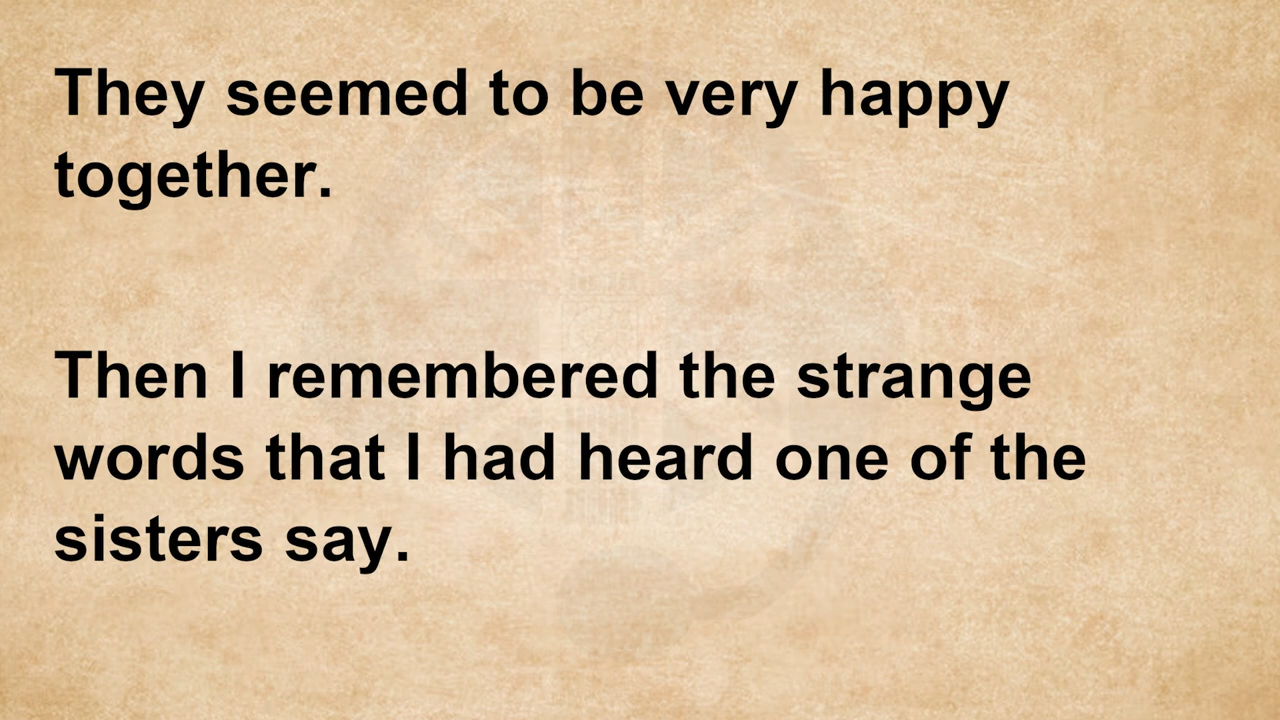 They seemed to be very happy
together.
Then I remembered the strange
words that I had heard one of the
sisters say.